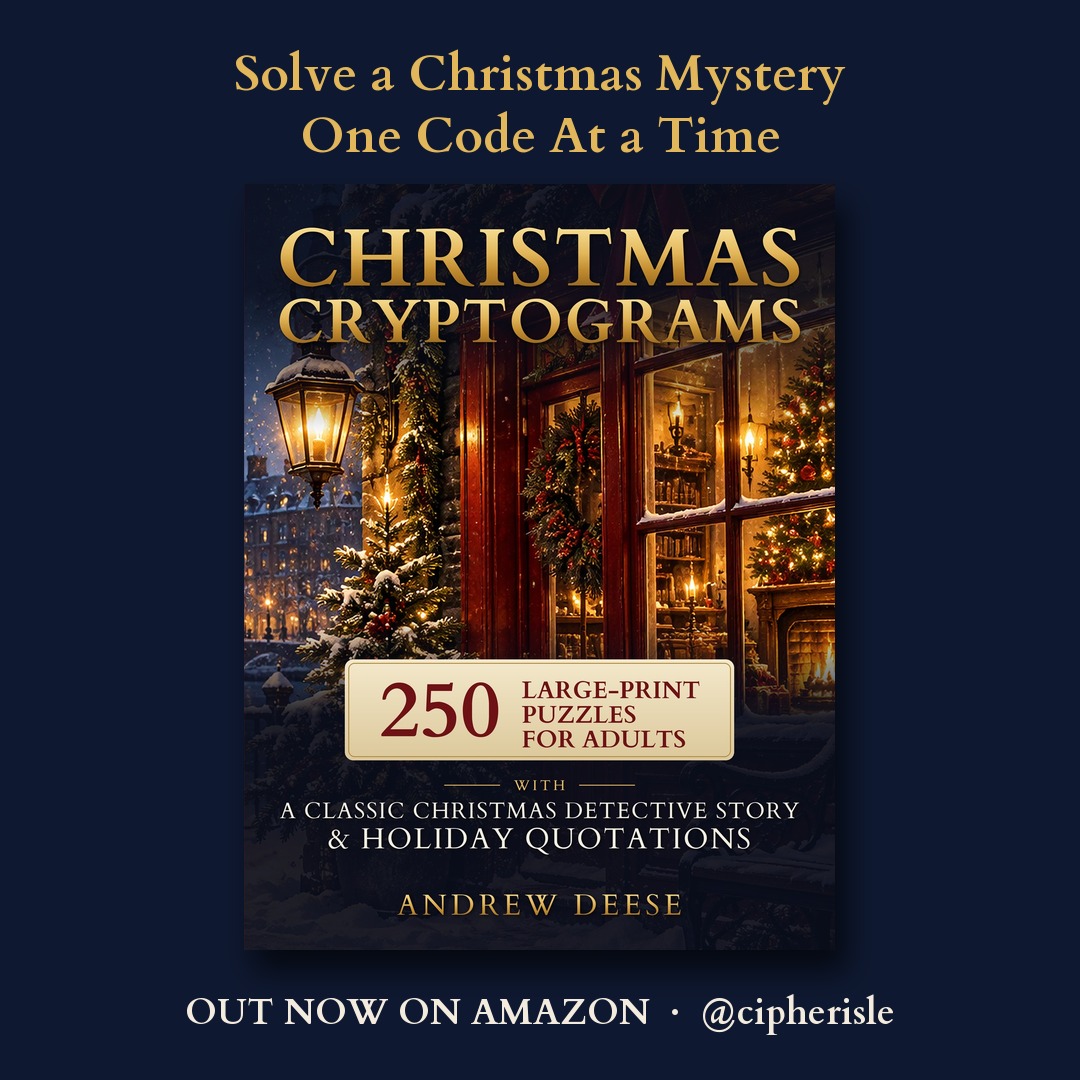 Solve a Christmas Mystery
One Code At a Time
CHRISTMAS
CRYPTOGRAMS
250
LARGE-PRINT
PUZZLES
FOR ADULTS
WITH
A CLASSIC CHRISTMAS DETECTIVE STORY
& HOLIDAY QUOTATIONS
ANDREW DEESE
OUT NOW ON AMAZON · @cipherisle